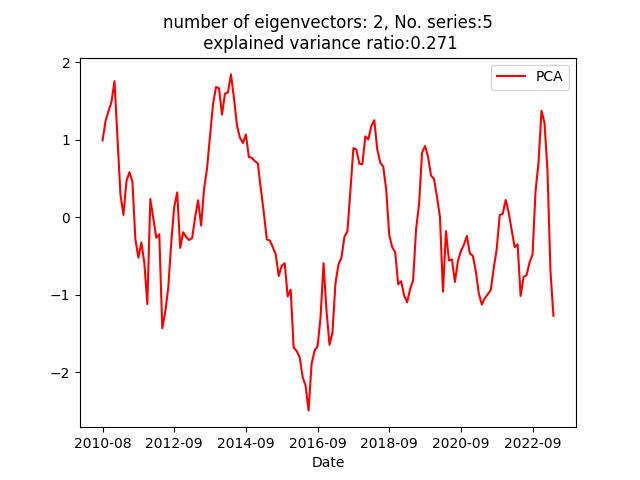 number of eigenvectors: 2, No. series:5
explained variance ratio:0.271
PCA
2
1
0
−1
−2
2010-08 2012-09 2014-09 2016-09 2018-09 2020-09 2022-09
Date